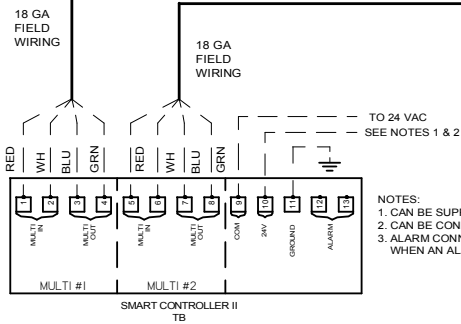 18 GA
FIELD
WIRING
18 GA
FIELD
WIRING
TO 24 VAC
SEE NOTES 1 & 2
RED
WH
BLU
GRN
RED
WH
BLU
GRN
1
2
3
4
5
6
7
8
9
10
11
12
13
MULTI
IN
MULTI
OUT
MULTI
IN
MULTI
OUT
COM
24V
GROUND
ALARM
MULTI #1
MULTI #2
SMART CONTROLLER II
TB
NOTES:
1. CAN BE SUP
2. CAN BE CON
3. ALARM CONN
WHEN AN AL